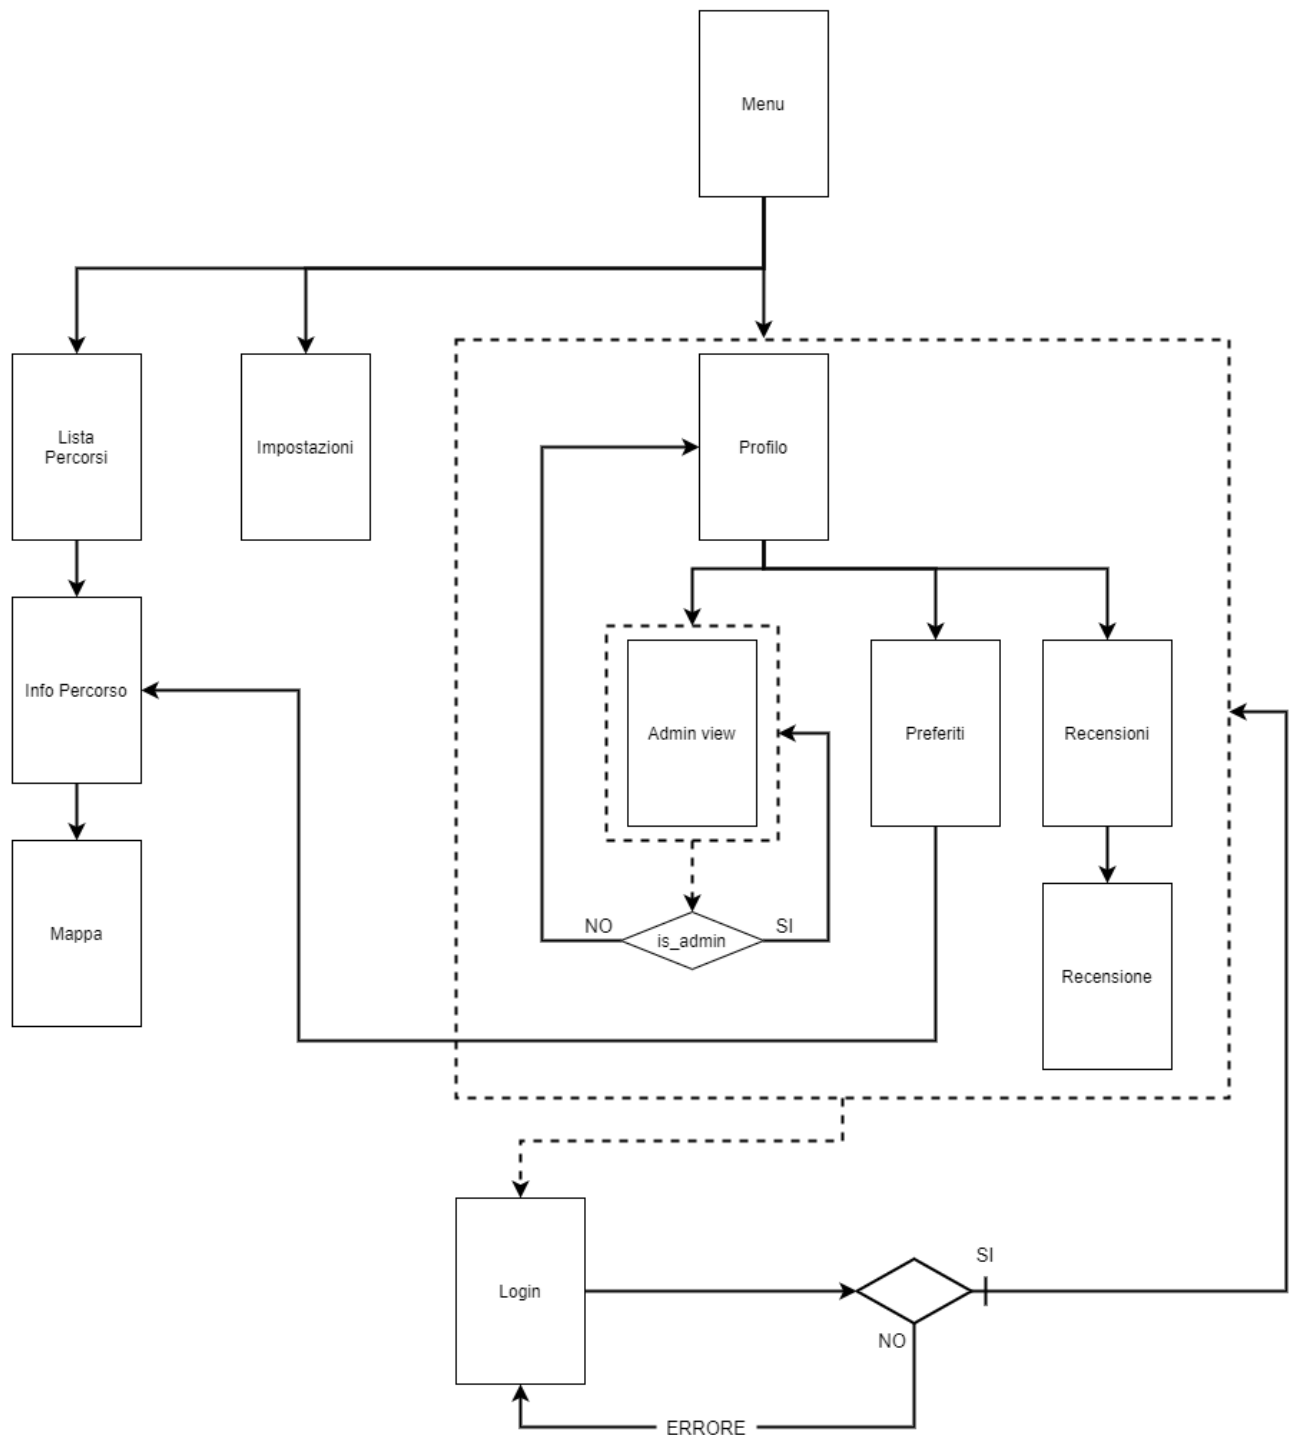 Menu
Lista
Percorsi
Impostazioni
Profilo
Info Percorso
Admin view
Preferiti
Recensioni
Mappa
NO
is_admin
SI
Recensione
Login
SI
NO
ERRORE